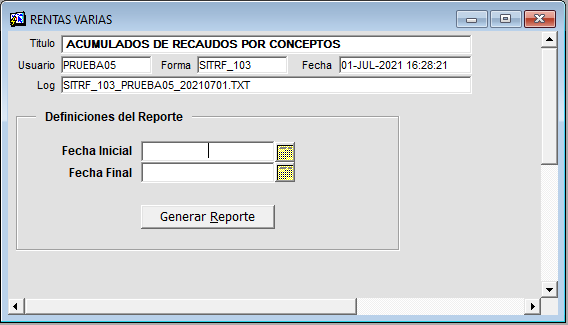 RENTAS VARIAS
Titulo ACUMULADOS DE RECAUDOS POR CONCEPTOS
Usuario PRUEBA05 Forma SITRF_103 Fecha 01-JUL-2021 16:28:21
Log SITRF_103_PRUEBA05_20210701.TXT
Definiciones del Reporte
Fecha Inicial
Fecha Final
Generar Reporte